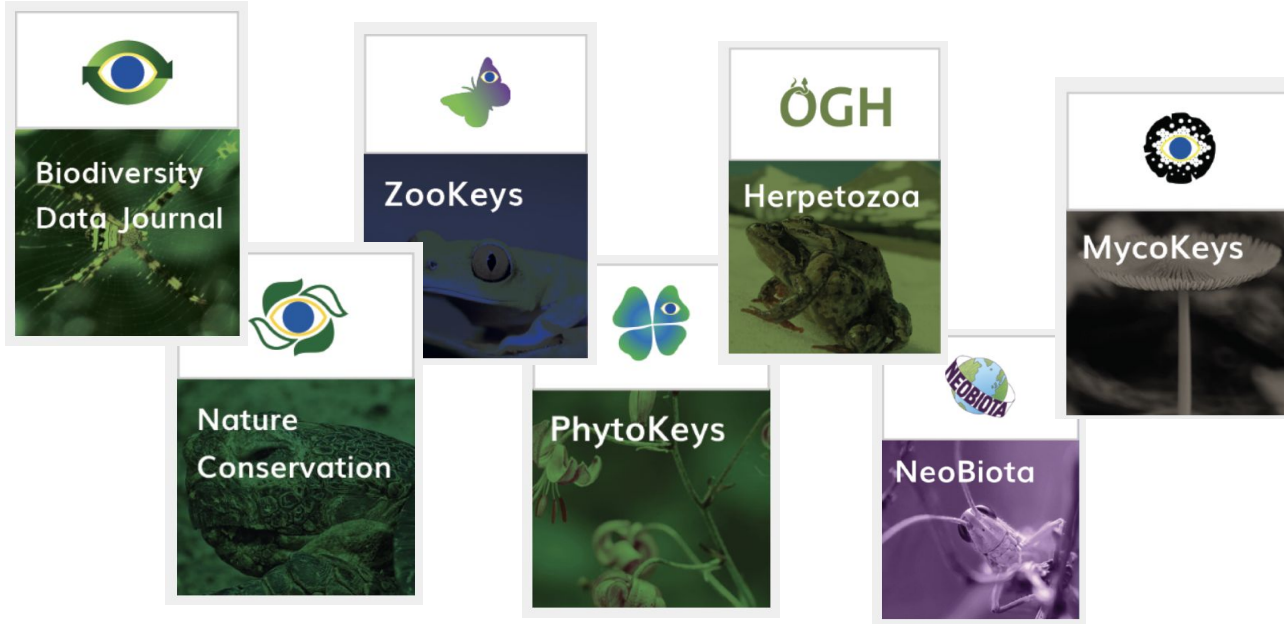 Biodiversity
Data Journal
ZooKeys
ÖGH
Herpetozoa
MycoKeys
Nature
Conservation
PhytoKeys
NEOBIOTA
NeoBiota